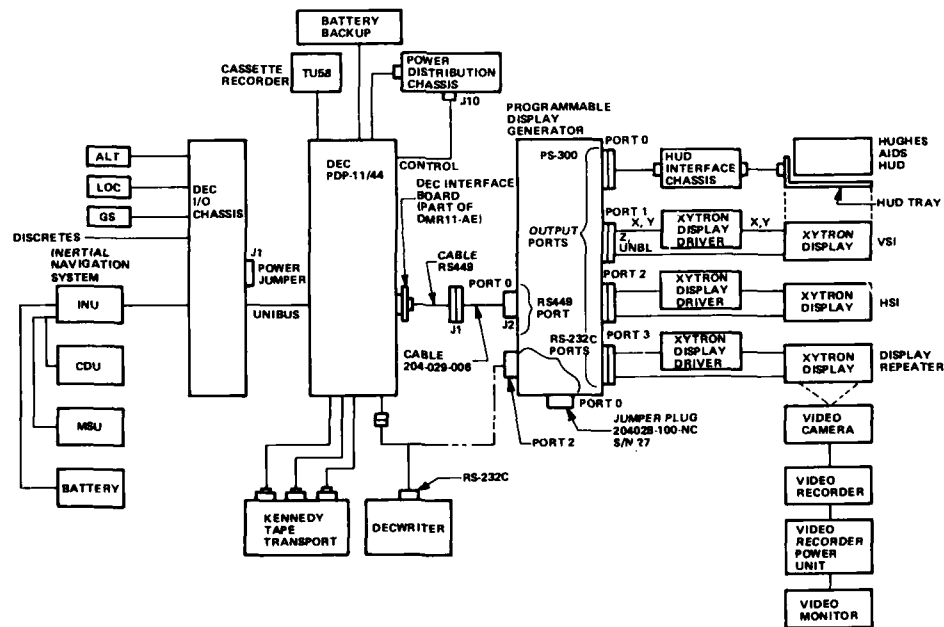 BATTERY
BACKUP
CASSETTE
RECORDER
TU58
POWER
DISTRIBUTION
CHASSIS
J10
PROGRAMMABLE
DISPLAY
GENERATOR
ALT
LOC
GS
DISCRETES
DEC
I/O
CHASSIS
J1
POWER
JUMPER
UNIBUS
INERTIAL
NAVIGATION
SYSTEM
INU
CDU
MSU
BATTERY
DEC
PDP-11/44
CONTROL
DEC INTERFACE
BOARD
(PART OF
DMR11-AE)
CABLE
RS449
J1
CABLE
204-029-006
PORT 0
J2
PS-300
OUTPUT
PORTS
RS449
PORT
RS-232C
PORTS
PORT 0
HUD
INTERFACE
CHASSIS
HUGHES
AIDS
HUD
HUD TRAY
PORT 1
X, Y
Z,
UNBL
XYTRON
DISPLAY
DRIVER
X,Y
XYTRON
DISPLAY
VSI
PORT 2
XYTRON
DISPLAY
DRIVER
XYTRON
DISPLAY
HSI
PORT 3
XYTRON
DISPLAY
DRIVER
XYTRON
DISPLAY
DISPLAY
REPEATER
PORT 0
JUMPER PLUG
204028-100-NC
S/N 27
PORT 2
RS-232C
KENNEDY
TAPE
TRANSPORT
DECWRITER
VIDEO
CAMERA
VIDEO
RECORDER
VIDEO
RECORDER
POWER
UNIT
VIDEO
MONITOR